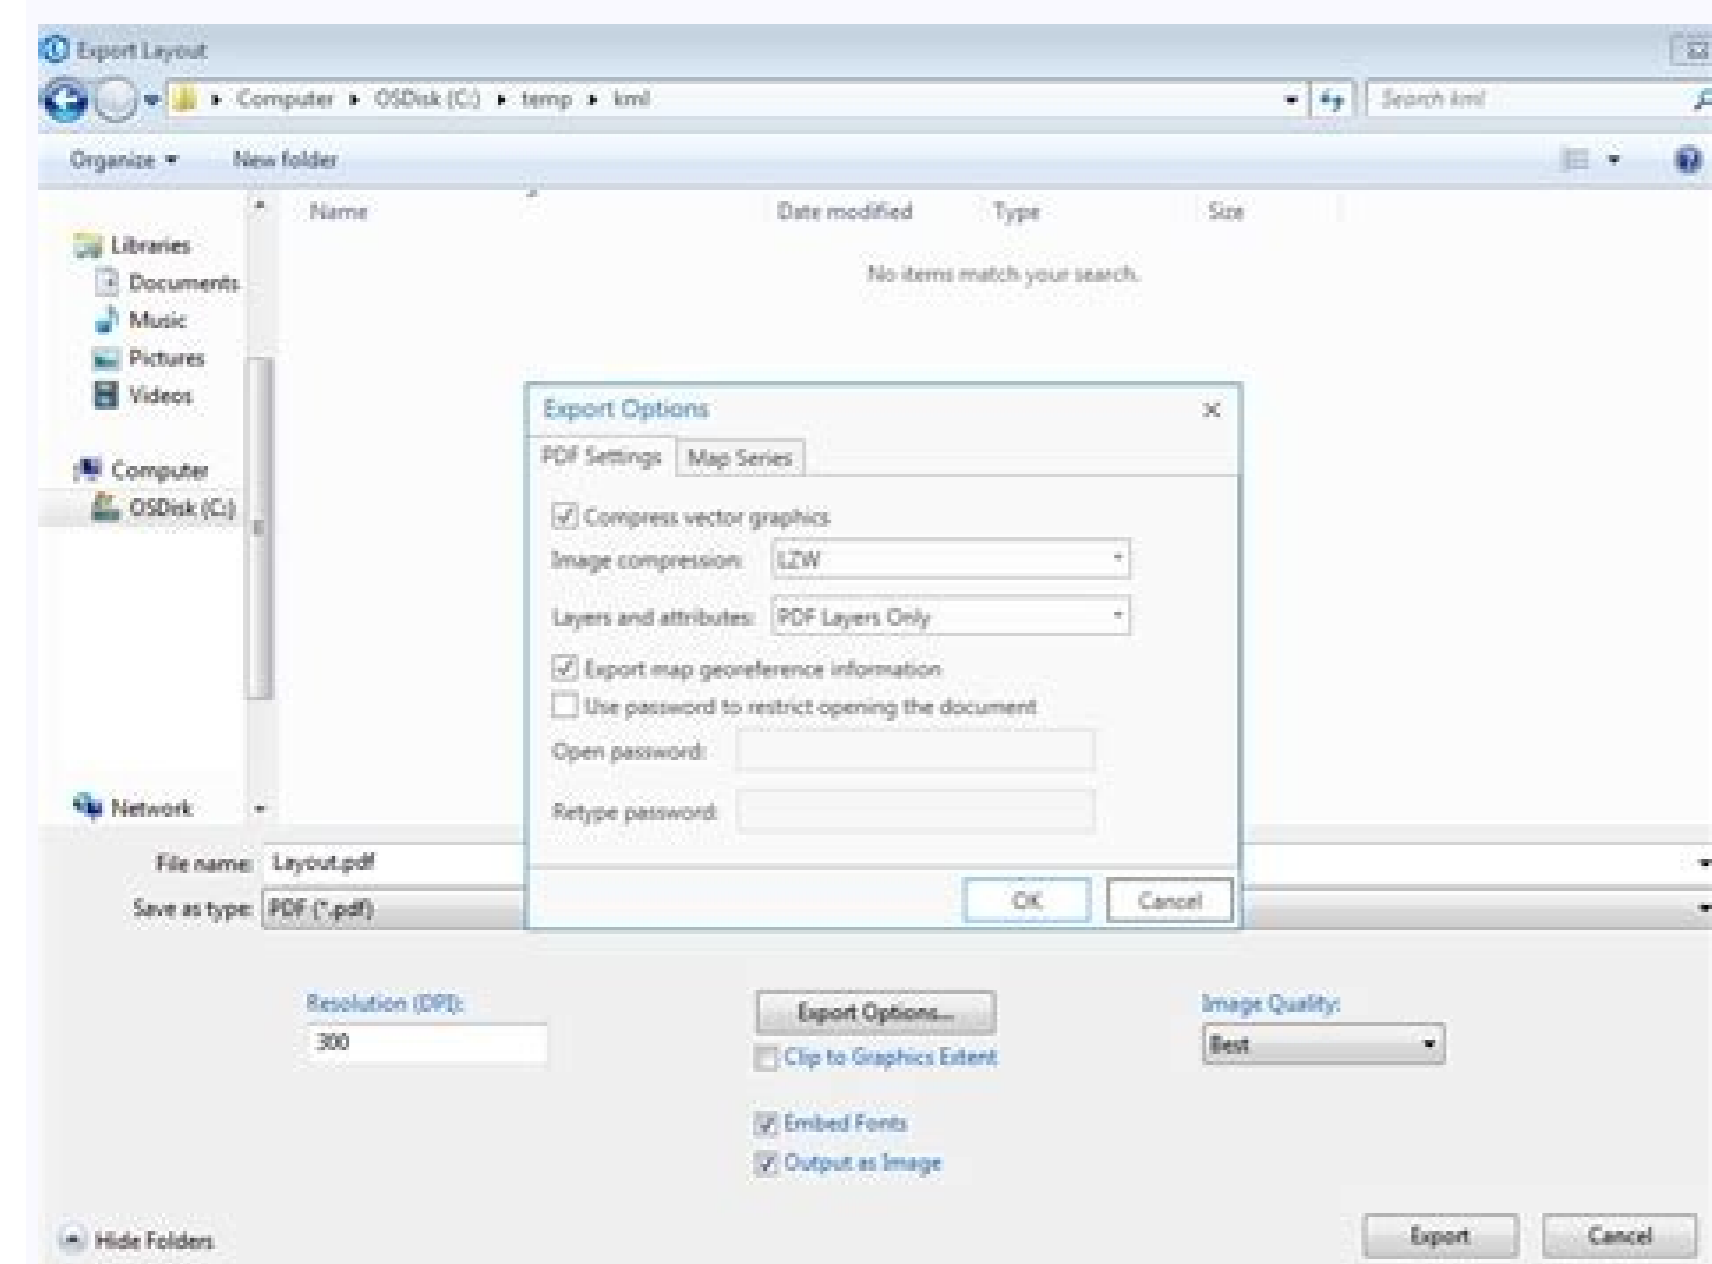 Export Layout
Computer ▸ OSDisk (C:) ▸ temp ▸ kml
Search kml
Organize
New folder
Name
Date modified
Type
Size
No items match your search.
Libraries
Documents
Music
Pictures
Videos
Computer
OSDisk (C:)
Network
Export Options
PDF Settings
Map Series
Compress vector graphics
Image compression: LZW
Layers and attributes: PDF Layers Only
Export map georeference information
Use password to restrict opening the document
Open password:
Retype password:
OK
Cancel
File name: Layout.pdf
Save as type: PDF (*.pdf)
Resolution (DPI):
300
Export Options...
Clip to Graphics Extent
Embed Fonts
Output as Image
Image Quality:
Best
Hide Folders
Export
Cancel